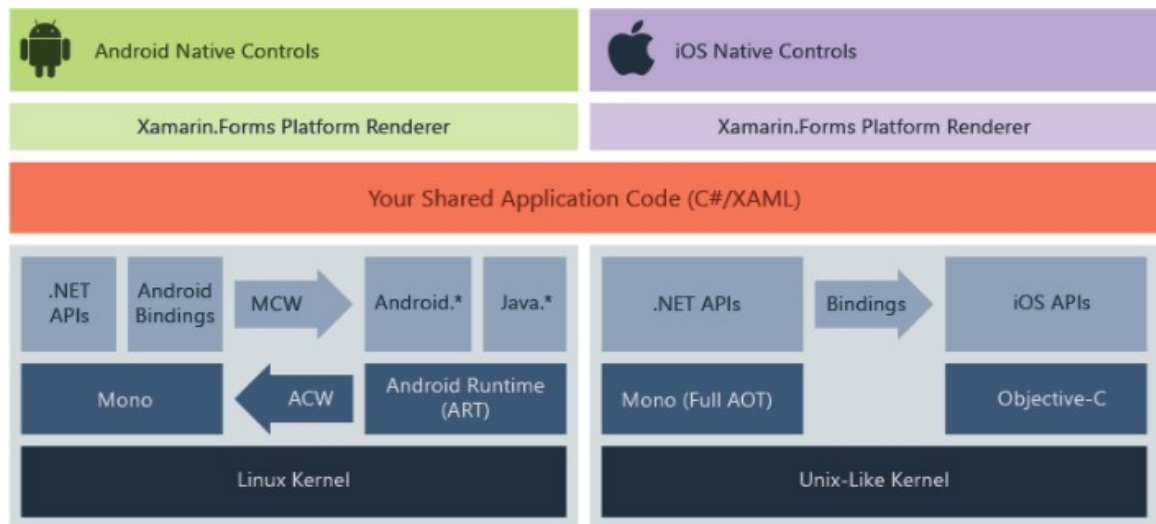 Android Native Controls
iOS Native Controls
Xamarin.Forms Platform Renderer
Xamarin.Forms Platform Renderer
Your Shared Application Code (C#/XAML)
.NET
APIs
Android
Bindings
MCW
Android.*
Java.*
.NET APIs
Bindings
iOS APIs
Mono
ACW
Android Runtime
(ART)
Mono (Full AOT)
Objective-C
Linux Kernel
Unix-Like Kernel